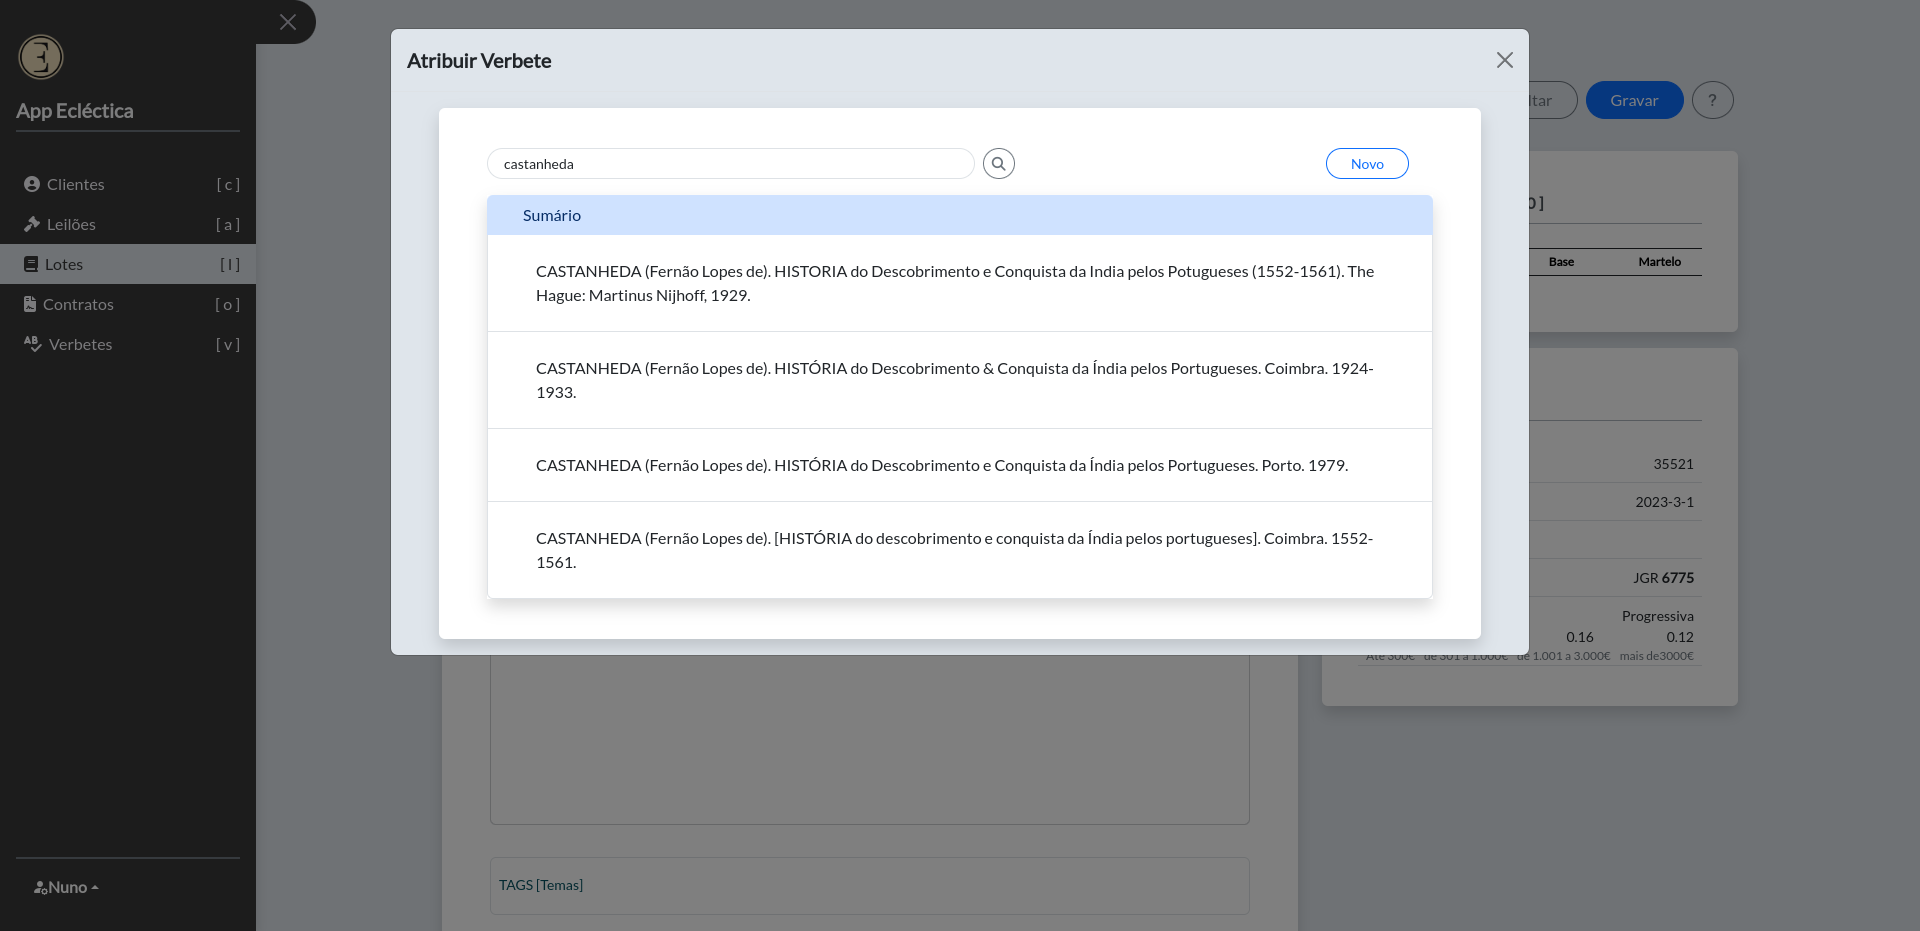 App Ecléctica
Clientes [ c ]
Leilões [ a ]
Lotes [ l ]
Contratos [ o ]
Verbetes [ v ]
Nuno
Atribuir Verbete
castanheda
Novo
Sumário
CASTANHEDA (Fernão Lopes de). HISTORIA do Descobrimento e Conquista da India pelos Potugueses (1552-1561). The
Hague: Martinus Nijhoff, 1929.
CASTANHEDA (Fernão Lopes de). HISTÓRIA do Descobrimento & Conquista da Índia pelos Portugueses. Coimbra. 1924-
1933.
CASTANHEDA (Fernão Lopes de). HISTÓRIA do Descobrimento e Conquista da Índia pelos Portugueses. Porto. 1979.
CASTANHEDA (Fernão Lopes de). [HISTÓRIA do descobrimento e conquista da Índia pelos portugueses]. Coimbra. 1552-
1561.
Gravar ?
Base Martelo
35521
2023-3-1
JGR 6775
Progressiva
0.16 0.12
Até 300€ de 301 a 1.000€ de 1.001 a 3.000€ mais de3000€
TAGS [Temas]